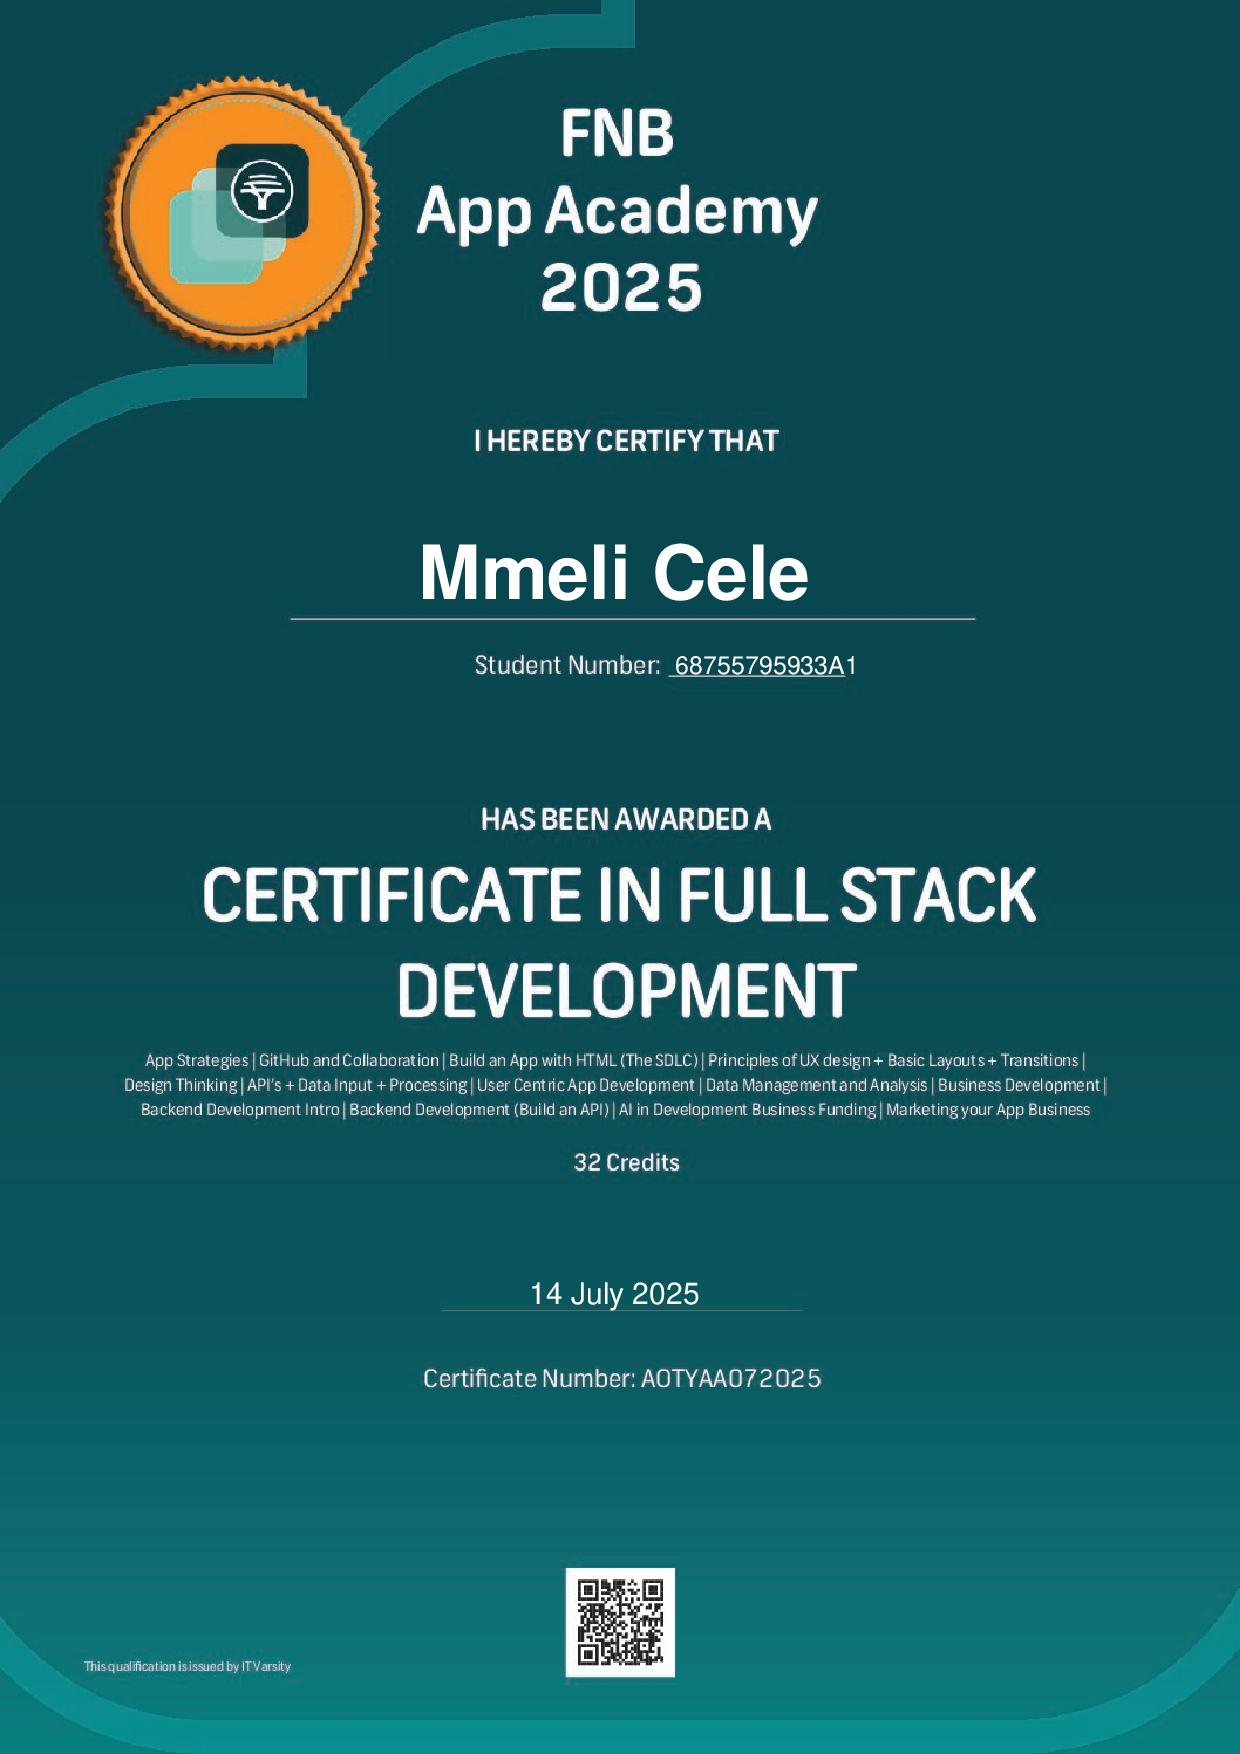 FNB
App Academy
2025
I HEREBY CERTIFY THAT
Mmeli Cele
Student Number: 68755795933A1
HAS BEEN AWARDED A
CERTIFICATE IN FULL STACK
DEVELOPMENT
App Strategies | GitHub and Collaboration | Build an App with HTML (The SDLC) | Principles of UX design + Basic Layouts + Transitions |
Design Thinking | API's + Data Input + Processing | User Centric App Development | Data Management and Analysis | Business Development |
Backend Development Intro | Backend Development (Build an API) | AI in Development Business Funding | Marketing your App Business
32 Credits
14 July 2025
Certificate Number: AOTYAA072025
This qualification is issued by ITVarsity